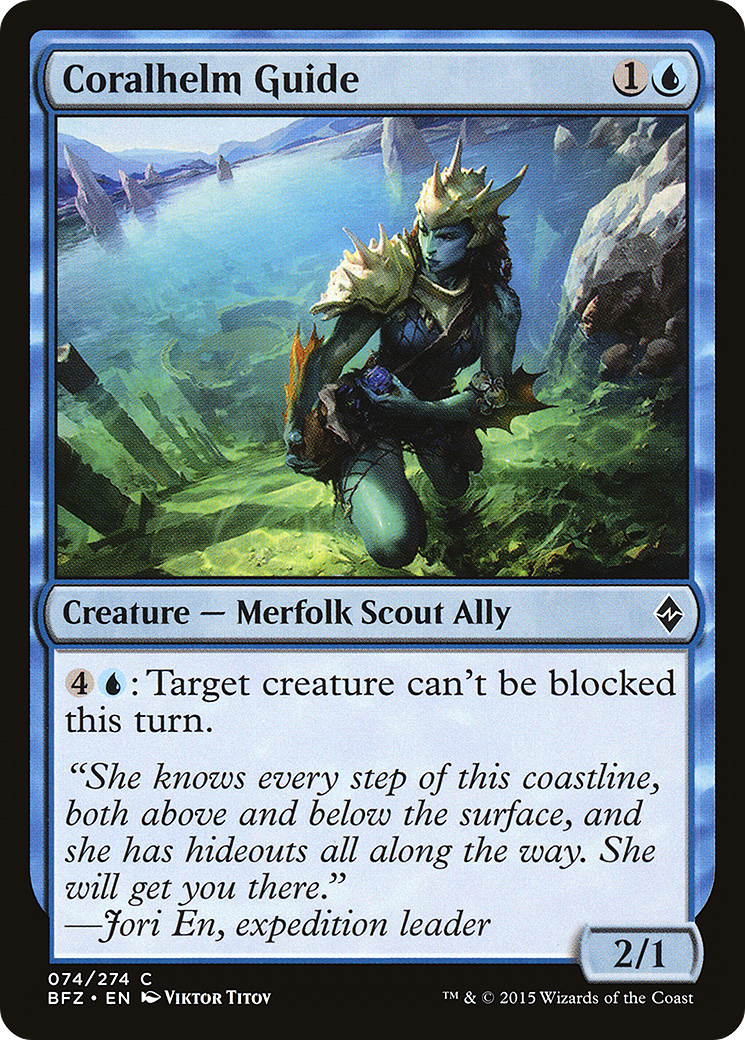 Coralhelm Guide 1
Creature — Merfolk Scout Ally
4 : Target creature can't be blocked
this turn.
“She knows every step of this coastline,
both above and below the surface, and
she has hideouts all along the way. She
will get you there.”
—Jori En, expedition leader
2/1
074/274 C
BFZ • EN Viktor Titov
™ & © 2015 Wizards of the Coast